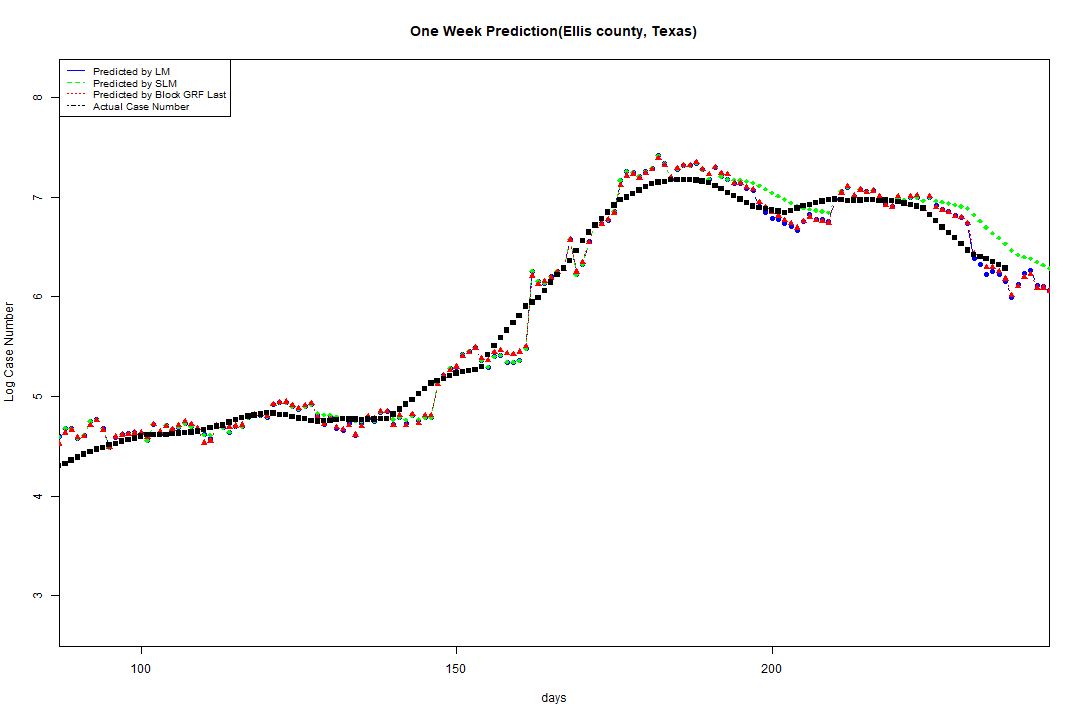 One Week Prediction(Ellis county, Texas)
Predicted by LM
Predicted by SLM
Predicted by Block GRF Last
Actual Case Number
8
7
6
5
4
3
Log Case Number
100 150 200
days